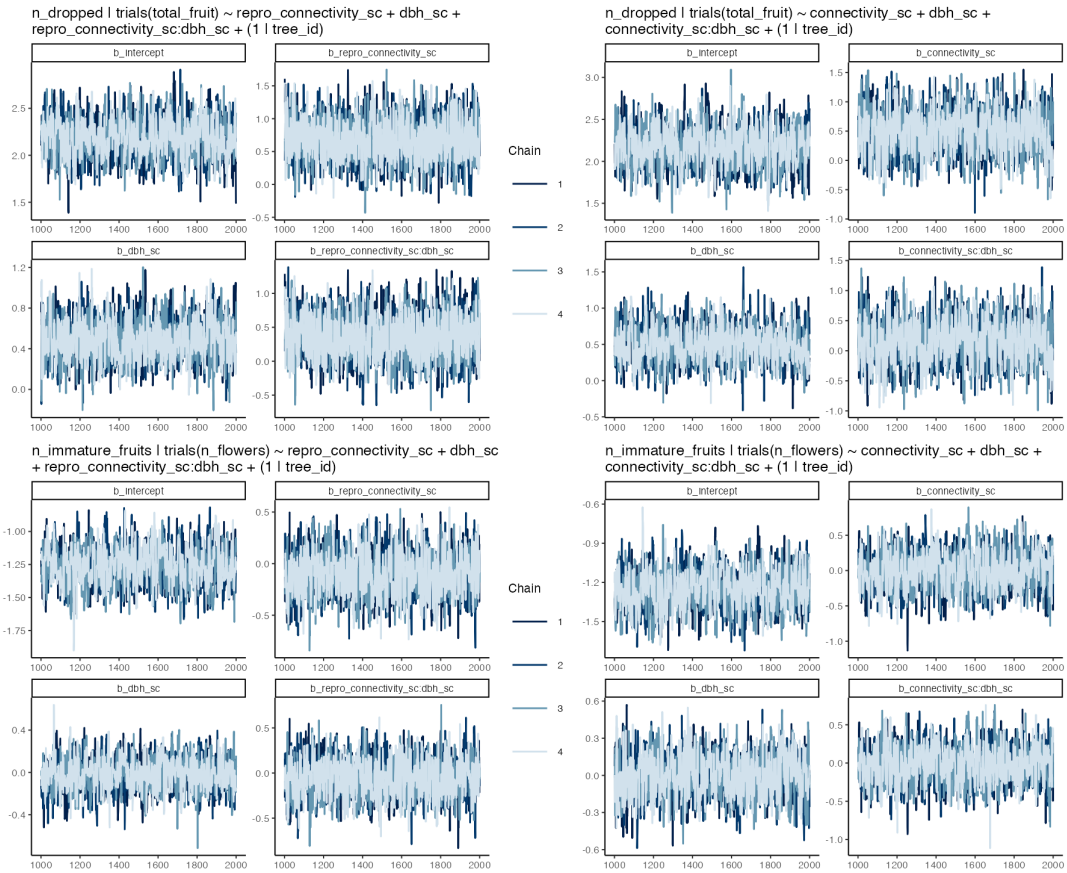 n_dropped | trials(total_fruit) ~ repro_connectivity_sc + dbh_sc +
repro_connectivity_sc:dbh_sc + (1 | tree_id)
b_intercept
b_repro_connectivity_sc
2.5
2.0
1.5
1.5
1.0
0.5
0.0
-0.5
1000 1200 1400 1600 1800 2000
1000 1200 1400 1600 1800 2000
b_dbh_sc
b_repro_connectivity_sc:dbh_sc
1.2
0.8
0.4
0.0
1.0
0.5
0.0
-0.5
1000 1200 1400 1600 1800 2000
1000 1200 1400 1600 1800 2000
Chain
1
2
3
4
n_dropped | trials(total_fruit) ~ connectivity_sc + dbh_sc +
connectivity_sc:dbh_sc + (1 | tree_id)
b_intercept
b_connectivity_sc
3.0
2.5
2.0
1.5
1.5
1.0
0.5
0.0
-0.5
-1.0
1000 1200 1400 1600 1800 2000
1000 1200 1400 1600 1800 2000
b_dbh_sc
b_connectivity_sc:dbh_sc
1.5
1.0
0.5
0.0
-0.5
1.5
1.0
0.5
0.0
-0.5
-1.0
1000 1200 1400 1600 1800 2000
1000 1200 1400 1600 1800 2000
n_immature_fruits | trials(n_flowers) ~ repro_connectivity_sc + dbh_sc
+ repro_connectivity_sc:dbh_sc + (1 | tree_id)
b_intercept
b_repro_connectivity_sc
-1.00
-1.25
-1.50
-1.75
0.5
0.0
-0.5
1000 1200 1400 1600 1800 2000
1000 1200 1400 1600 1800 2000
b_dbh_sc
b_repro_connectivity_sc:dbh_sc
0.4
0.0
-0.4
0.5
0.0
-0.5
1000 1200 1400 1600 1800 2000
1000 1200 1400 1600 1800 2000
Chain
1
2
3
4
n_immature_fruits | trials(n_flowers) ~ connectivity_sc + dbh_sc +
connectivity_sc:dbh_sc + (1 | tree_id)
b_intercept
b_connectivity_sc
-0.6
-0.9
-1.2
-1.5
0.5
0.0
-0.5
-1.0
1000 1200 1400 1600 1800 2000
1000 1200 1400 1600 1800 2000
b_dbh_sc
b_connectivity_sc:dbh_sc
0.6
0.3
0.0
-0.3
-0.6
0.5
0.0
-0.5
-1.0
1000 1200 1400 1600 1800 2000
1000 1200 1400 1600 1800 2000